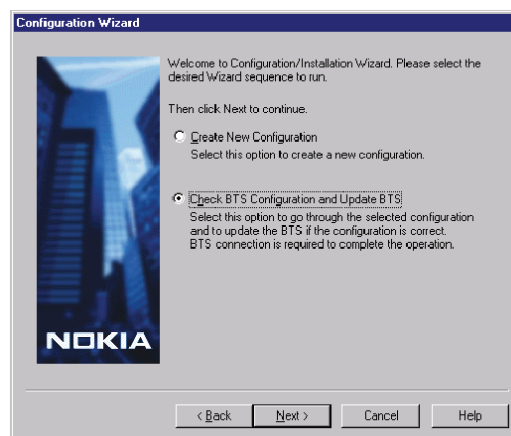 Configuration Wizard
Welcome to Configuration/Installation Wizard. Please select the
desired Wizard sequence to run.
Then click Next to continue.
Create New Configuration
Select this option to create a new configuration.
Check BTS Configuration and Update BTS
Select this option to go through the selected configuration
and to update the BTS if the configuration is correct.
BTS connection is required to complete the operation.
NOKIA
< Back
Next >
Cancel
Help